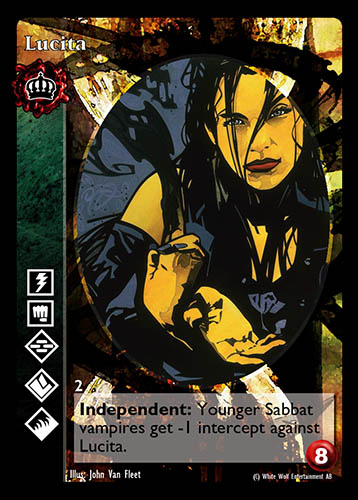 Lucita
2
Independent: Younger Sabbat
vampires get -1 intercept against
Lucita.
8
Illus: John Van Fleet
(C) White Wolf Entertainment AB